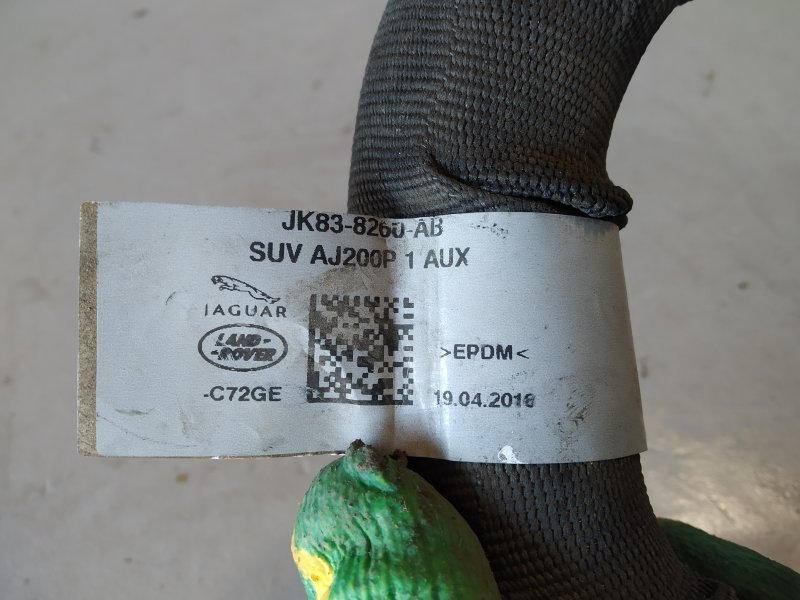 JK83-8260-AB
SUV AJ200P 1 AUX
JAGUAR
LAND-
-ROVER
>EPDM<
-C72GE
19.04.2018